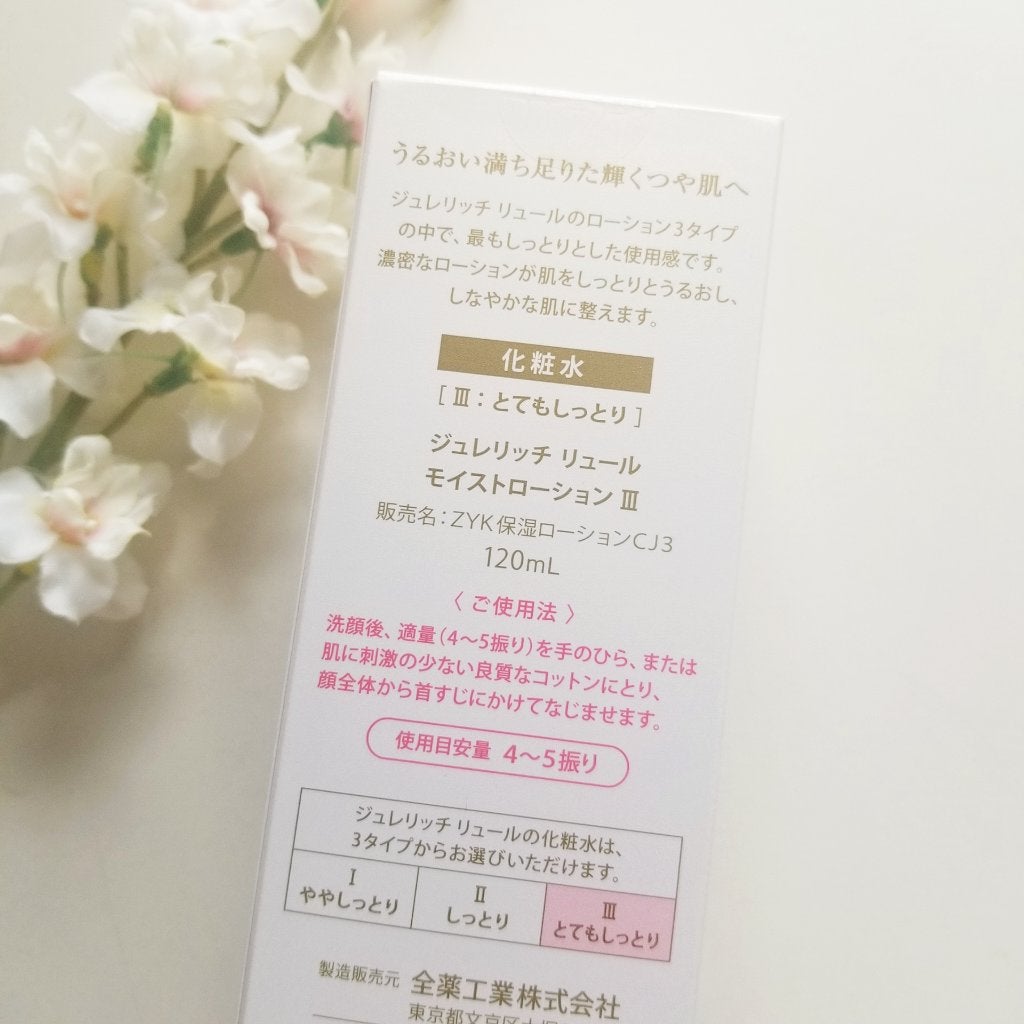 うるおい満ち足りた輝くつや肌へ
ジュレリッチ リュールのローション3タイプ
の中で、最もしっとりとした使用感です。
濃密なローションが肌をしっとりとうるおし、
しなやかな肌に整えます。
化粧水
[ Ⅲ：とてもしっとり ]
ジュレリッチ リュール
モイストローション Ⅲ
販売名：ZYK保湿ローションCJ3
120mL
〈 ご使用法 〉
洗顔後、適量（4〜5振り）を手のひら、または
肌に刺激の少ない良質なコットンにとり、
顔全体から首すじにかけてなじませます。
使用目安量 4〜5振り
ジュレリッチ リュールの化粧水は、
3タイプからお選びいただけます。
Ⅰ
ややしっとり
Ⅱ
しっとり
Ⅲ
とてもしっとり
製造販売元 全薬工業株式会社
東京都文京区大塚